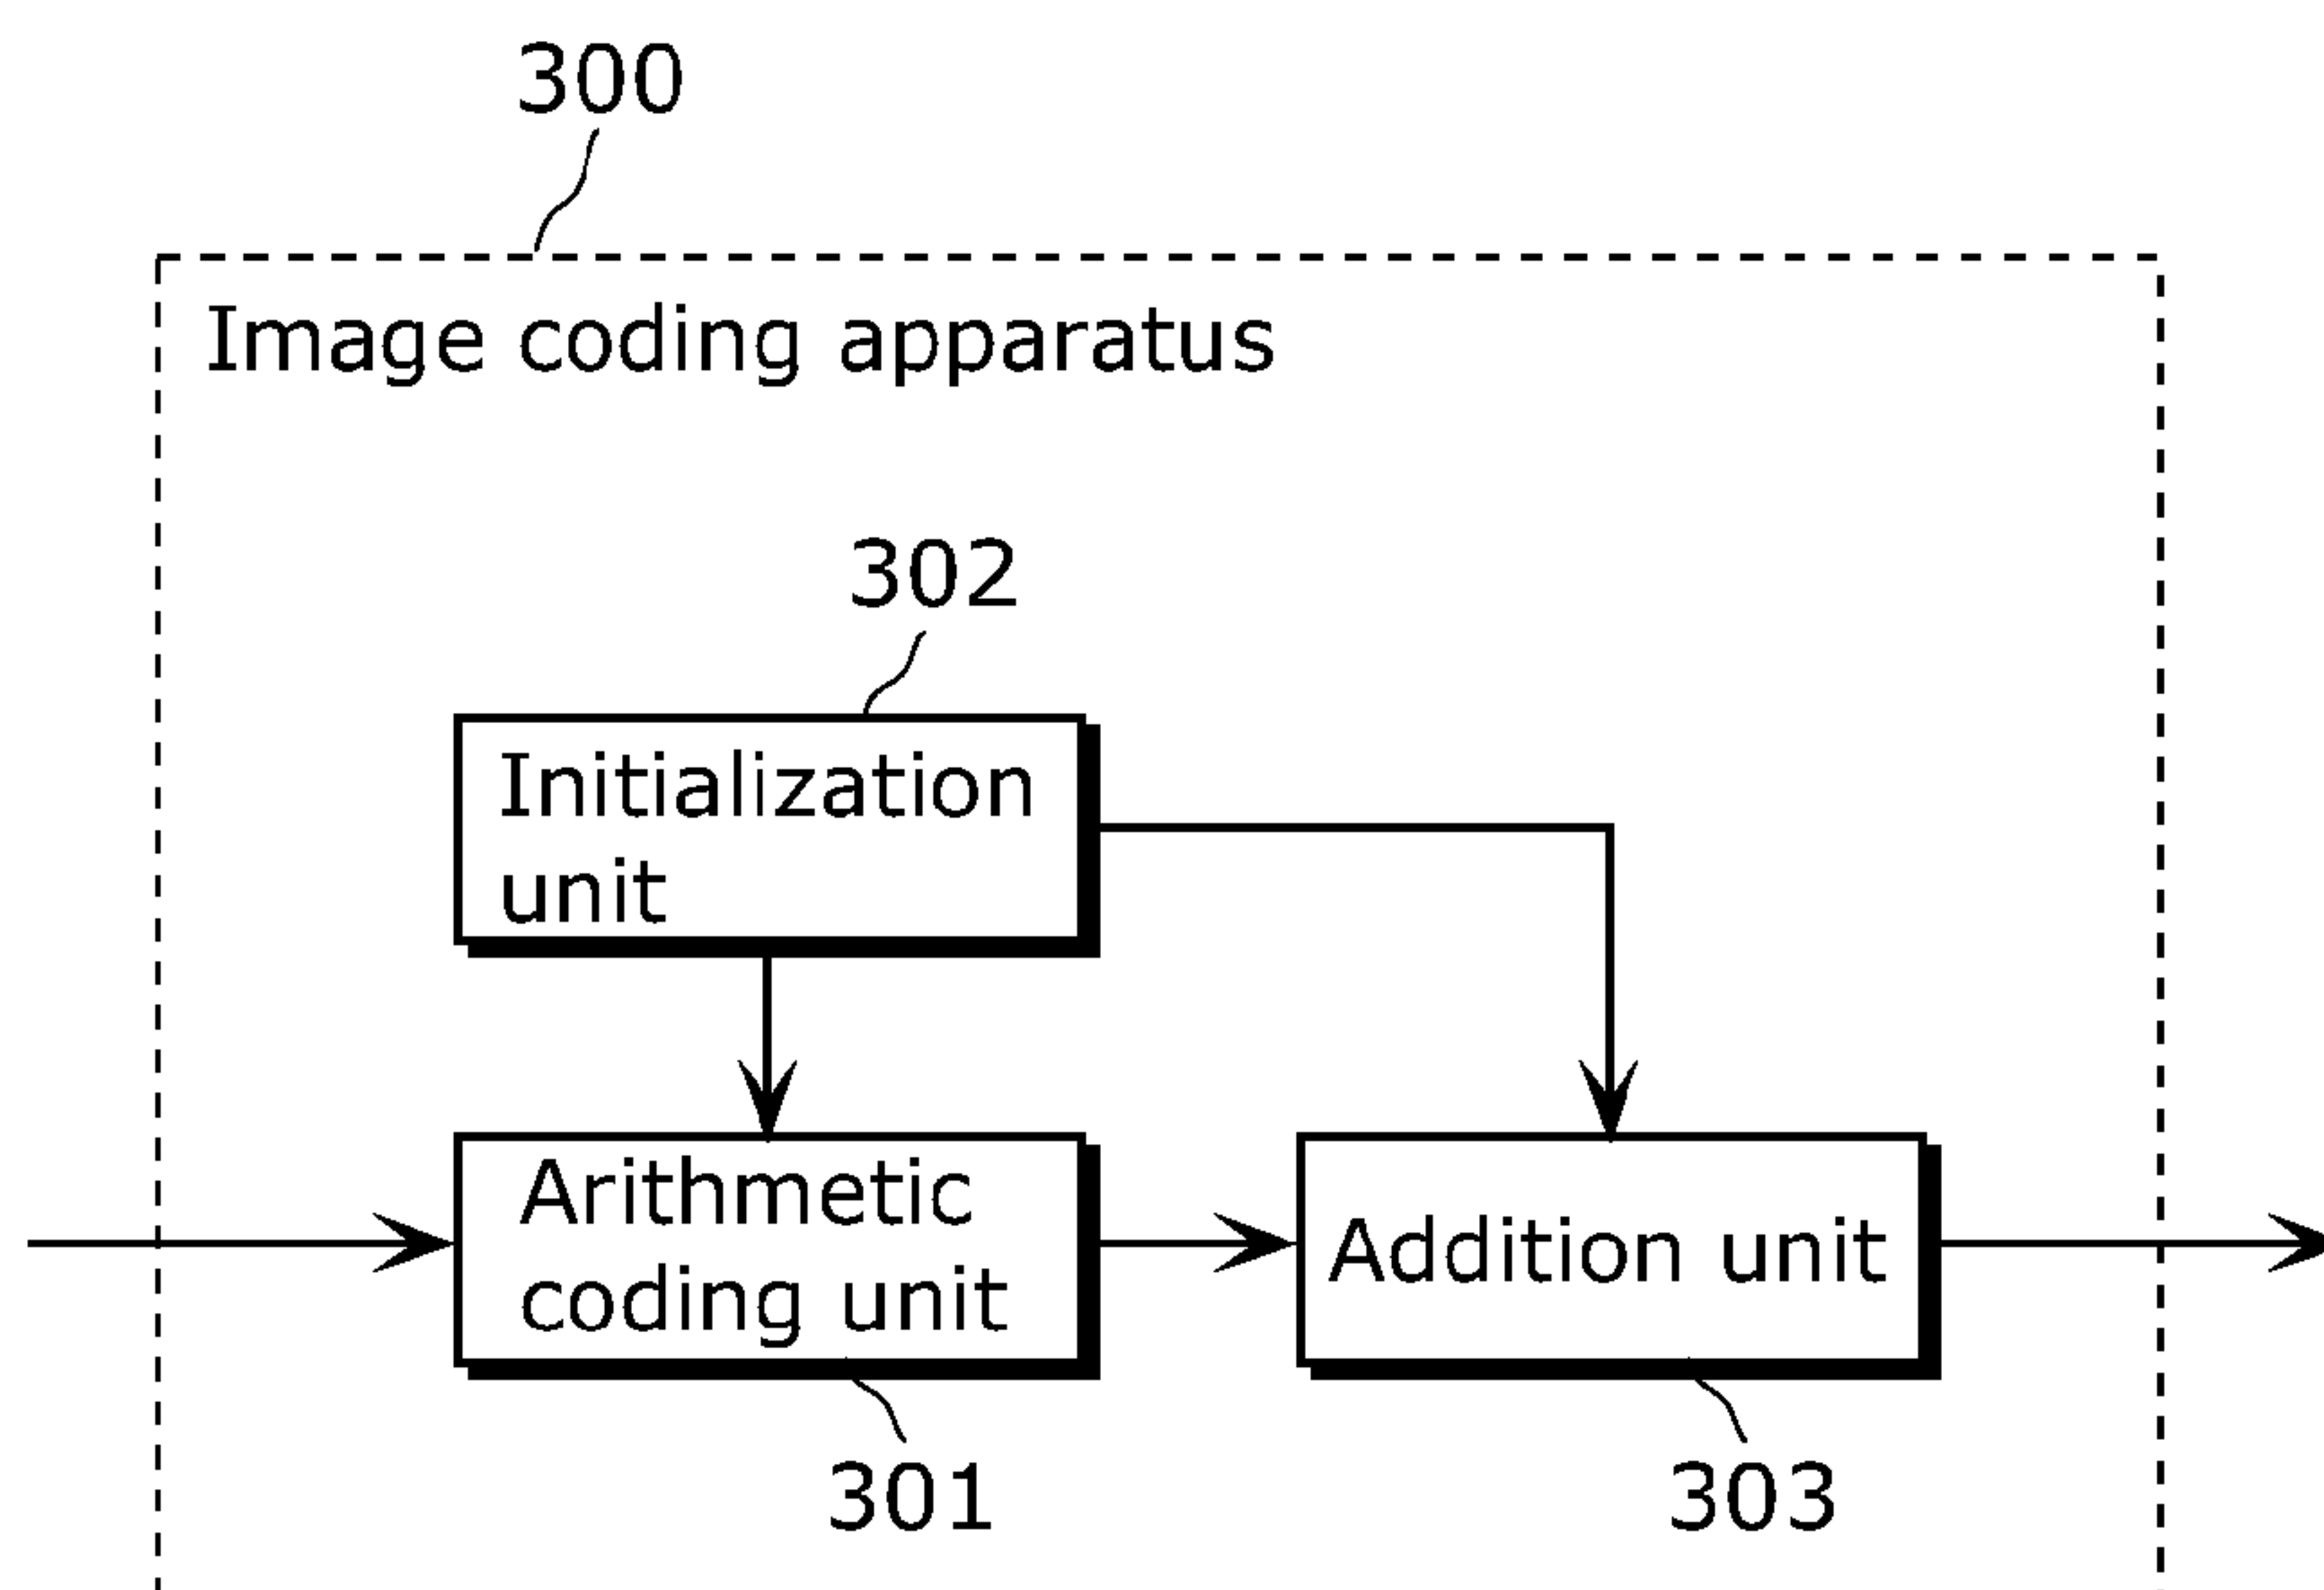 300
Image coding apparatus
302
Initialization
unit
Arithmetic
coding unit
Addition unit
301
303